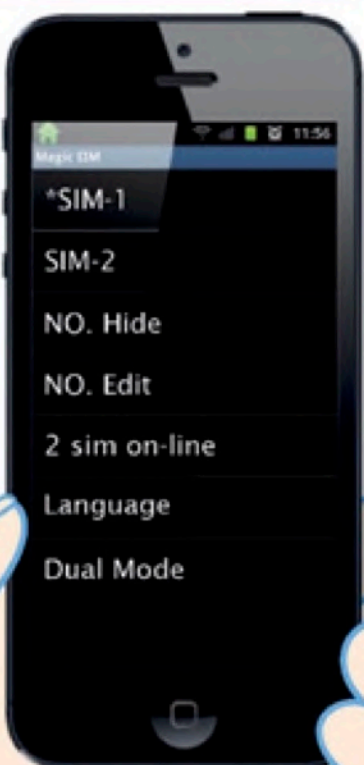 11:56
Magic SIM
*SIM-1
SIM-2
NO. Hide
NO. Edit
2 sim on-line
Language
Dual Mode